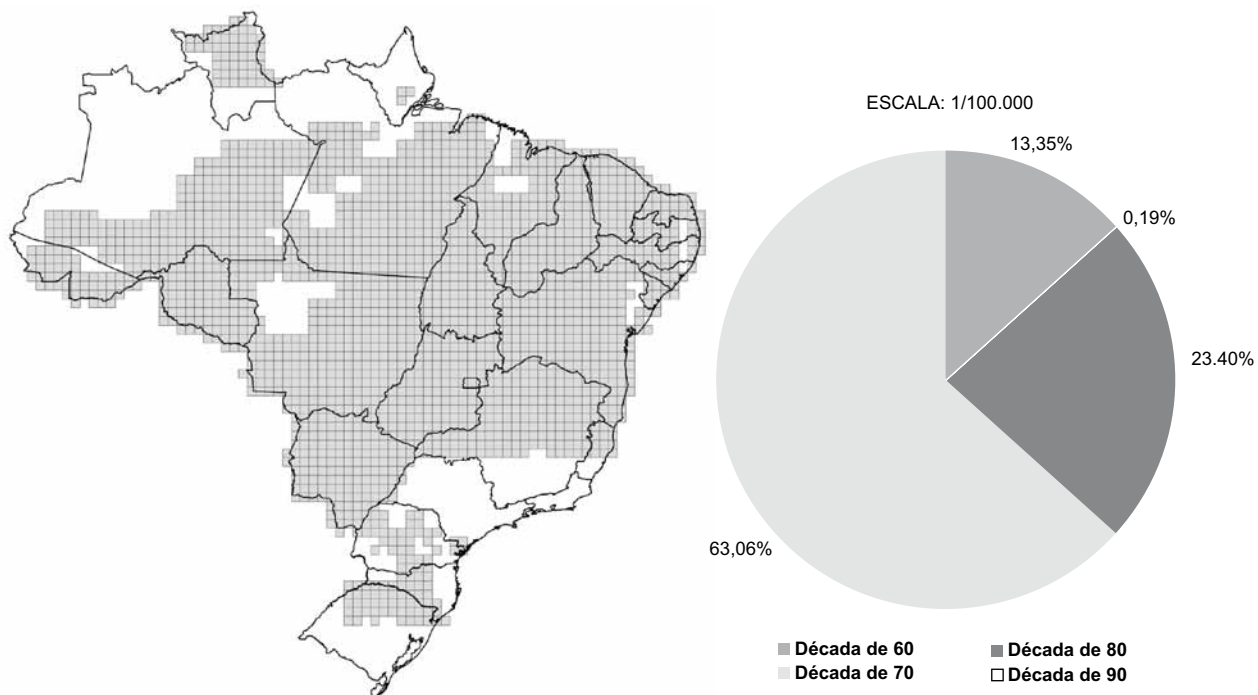 ESCALA: 1/100.000
13,35%
0,19%
23.40%
63,06%
Década de 60
Década de 80
Década de 70
Década de 90